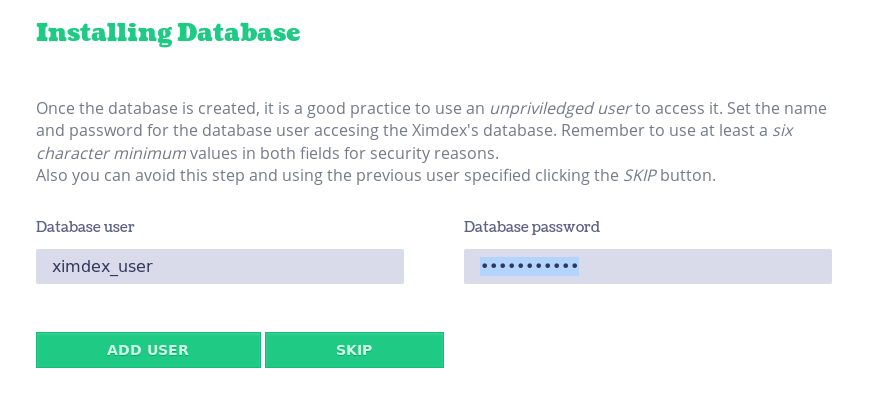 Installing Database
Once the database is created, it is a good practice to use an unpriviledged user to access it. Set the name
and password for the database user accesing the Ximdex's database. Remember to use at least a six
character minimum values in both fields for security reasons.
Also you can avoid this step and using the previous user specified clicking the SKIP button.
Database user Database password
ximdex_user •••••••••••
ADD USER SKIP